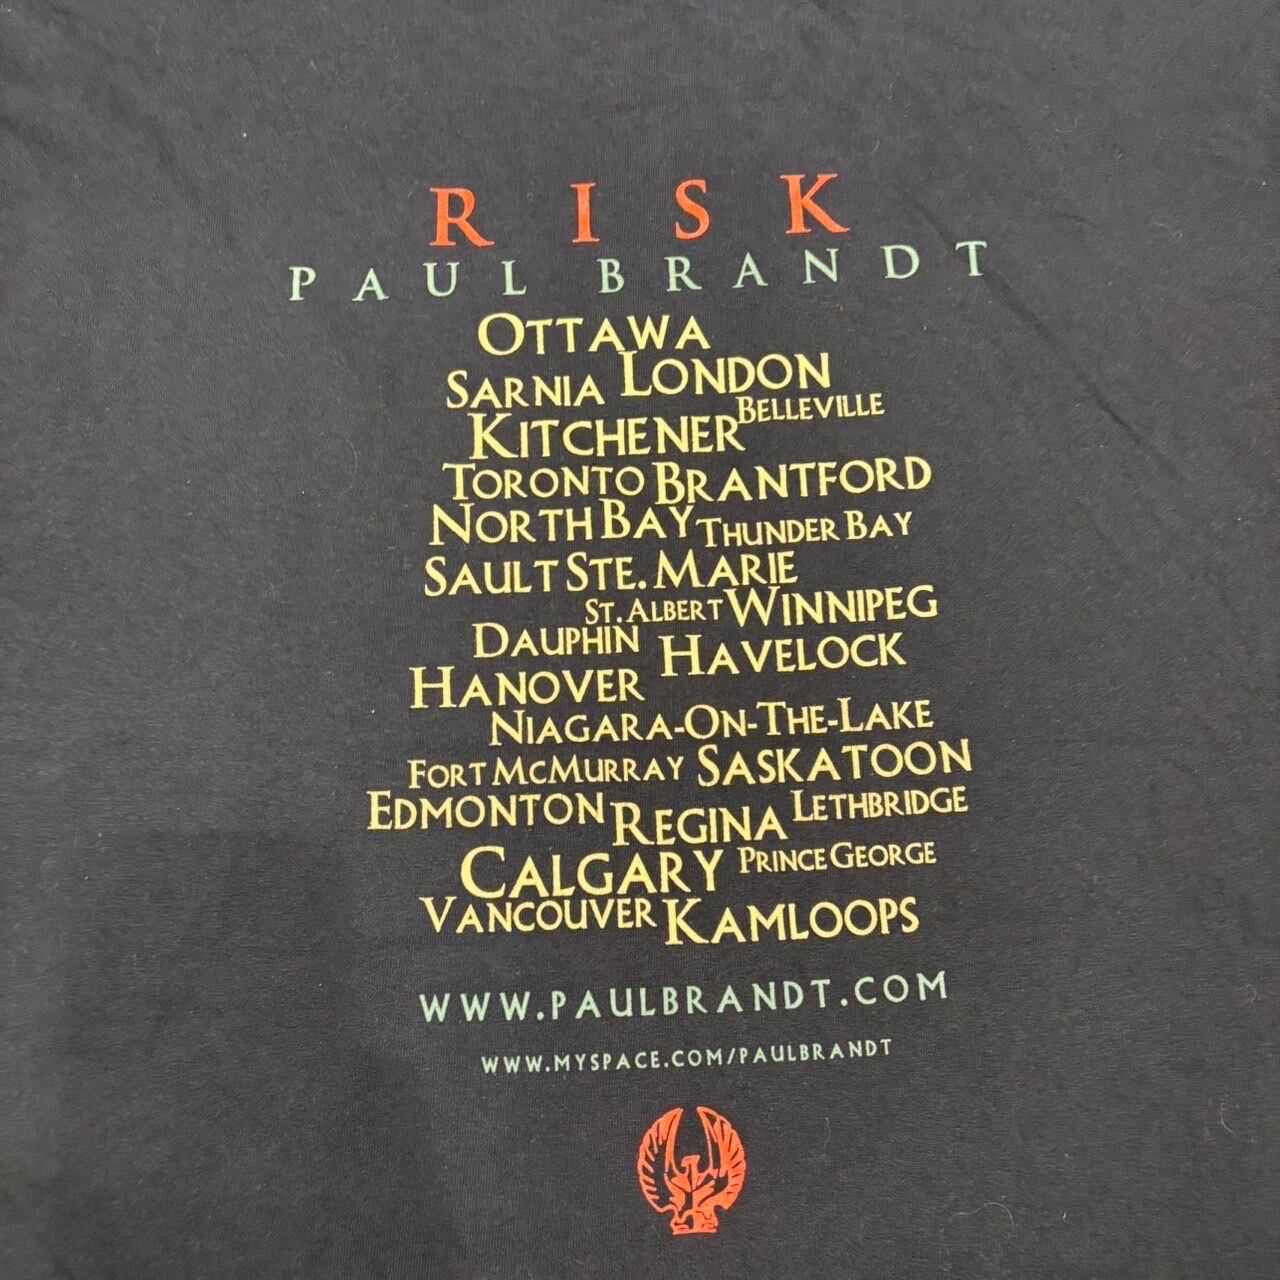 RISK
PAUL BRANDT
OTTAWA
SARNIA LONDON
KITCHENER BELLEVILLE
TORONTO BRANTFORD
NORTH BAY THUNDER BAY
SAULT STE. MARIE
ST. ALBERT WINNIPEG
DAUPHIN HAVELOCK
HANOVER
NIAGARA-ON-THE-LAKE
FORT MCMURRAY SASKATOON
EDMONTON REGINA LETHBRIDGE
CALGARY PRINCE GEORGE
VANCOUVER KAMLOOPS
WWW.PAULBRANDT.COM
WWW.MYSPACE.COM/PAULBRANDT